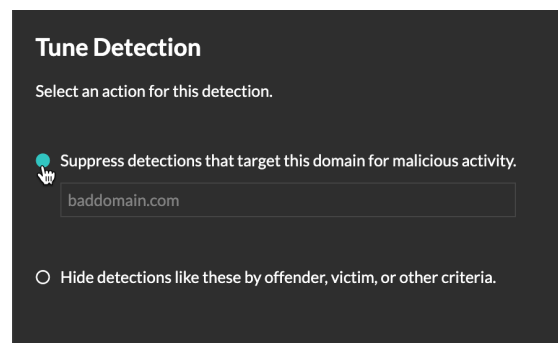 Tune Detection
Select an action for this detection.
Suppress detections that target this domain for malicious activity.
baddomain.com
Hide detections like these by offender, victim, or other criteria.